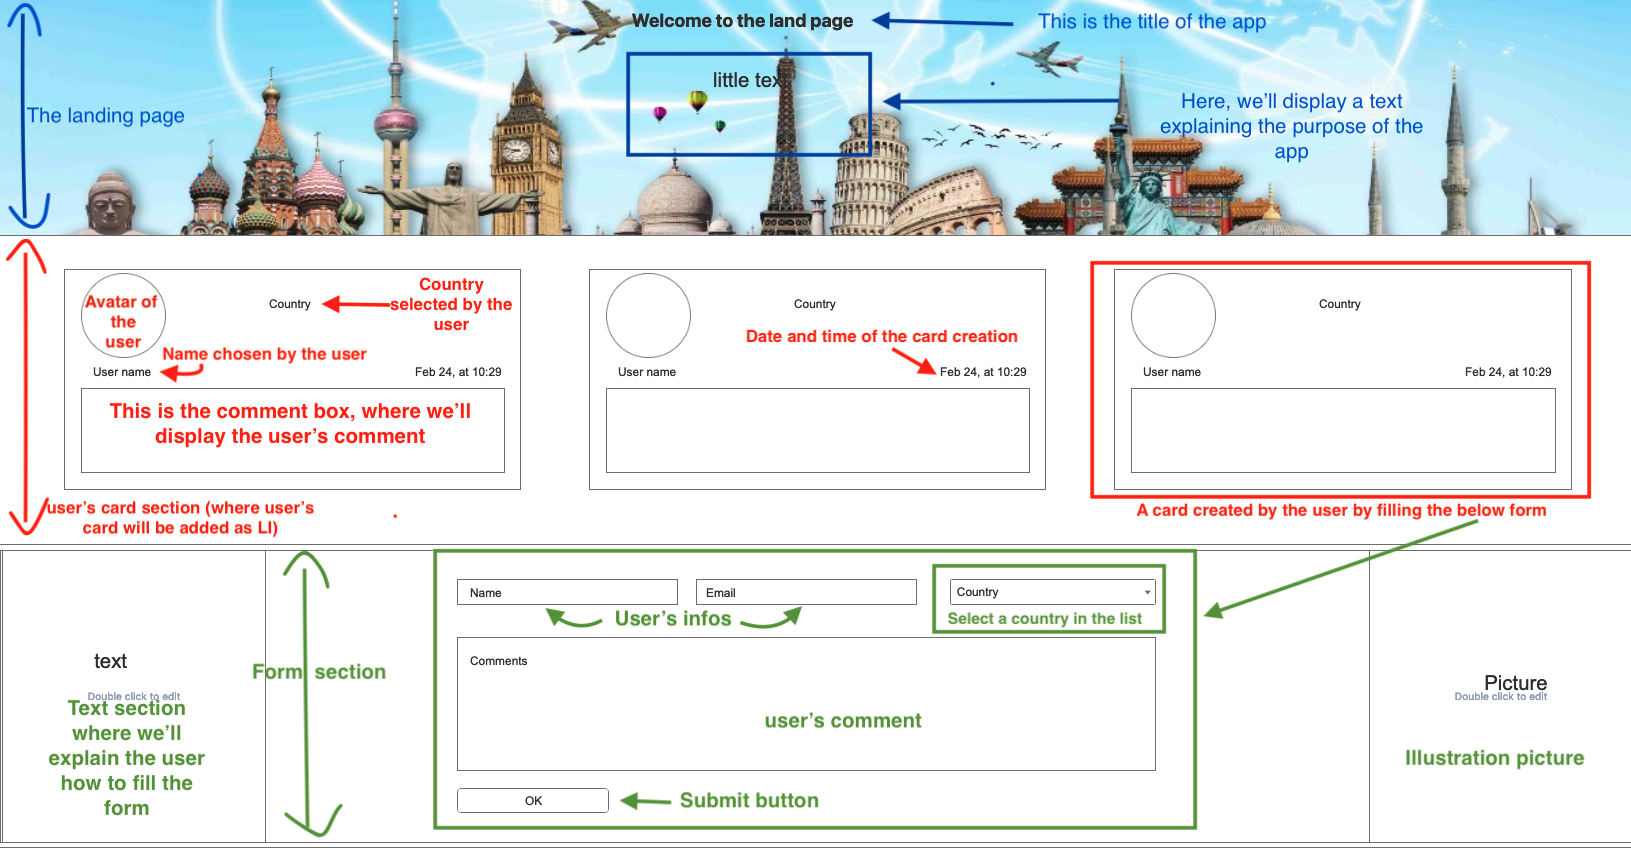 Welcome to the land page
This is the title of the app
little tex
The landing page
Here, we'll display a text
explaining the purpose of the
app
Avatar of
the
user
Country
Country
selected by the
user
Name chosen by the user
User name
Feb 24, at 10:29
This is the comment box, where we'll
display the user's comment
Country
Date and time of the card creation
User name
Feb 24, at 10:29
Country
User name
Feb 24, at 10:29
user's card section (where user's
card will be added as LI)
A card created by the user by filling the below form
text
Double click to edit
Text section
where we'll
explain the user
how to fill the
form
Form section
Name
Email
Country
User's infos
Select a country in the list
Comments
user's comment
OK
Submit button
Picture
Double click to edit
Illustration picture